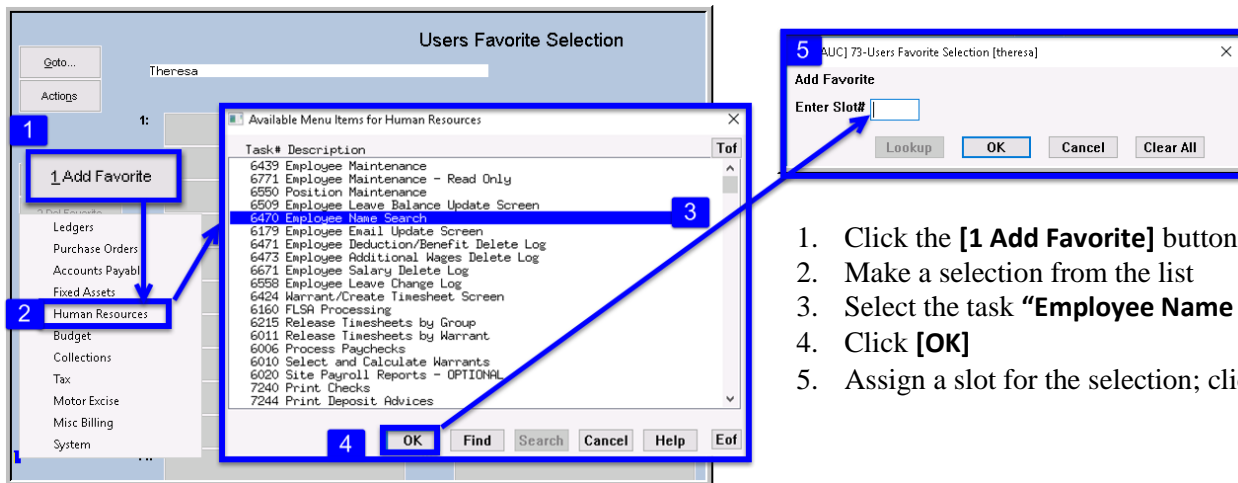 Users Favorite Selection
Goto...
Theresa
Actions
1:
1
1 Add Favorite
Ledgers
Purchase Orders
Accounts Payabl
Fixed Assets
2
Human Resources
Budget
Collections
Tax
Motor Excise
Misc Billing
System
Available Menu Items for Human Resources
Task# Description
Tof
6439 Employee Maintenance
6771 Employee Maintenance - Read Only
6550 Position Maintenance
6509 Employee Leave Balance Update Screen
6470 Employee Name Search
3
6179 Employee Email Update Screen
6471 Employee Deduction/Benefit Delete Log
6473 Employee Additional Wages Delete Log
6671 Employee Salary Delete Log
6558 Employee Leave Change Log
6424 Warrant/Create Timesheet Screen
6160 FLSA Processing
6215 Release Timesheets by Group
6011 Release Timesheets by Warrant
6006 Process Paychecks
6010 Select and Calculate Warrants
6020 Site Payroll Reports - OPTIONAL
7240 Print Checks
7244 Print Deposit Advices
4
OK Find Search Cancel Help Eof
5
AUC] 73-Users Favorite Selection [theresa]
Add Favorite
Enter Slot#
Lookup OK Cancel Clear All
1. Click the [1 Add Favorite] button
2. Make a selection from the list
3. Select the task “Employee Name
4. Click [OK]
5. Assign a slot for the selection;